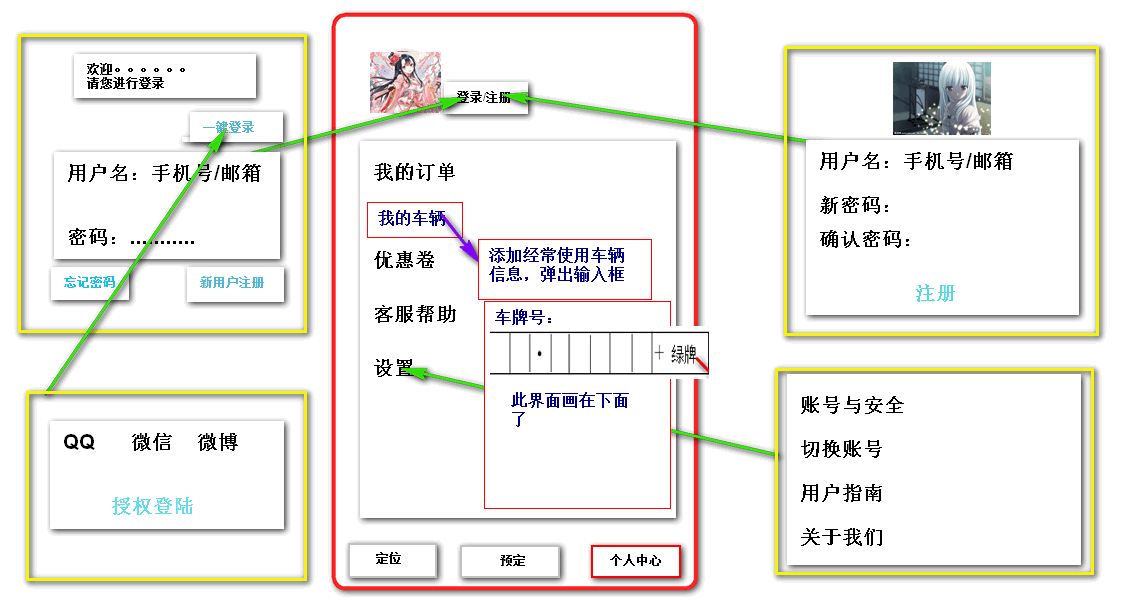 欢迎。。。。。。
请您进行登录
一键登录
用户名：手机号/邮箱
密码：...........
忘记密码
新用户注册
QQ 微信 微博
授权登陆
登录/注册
我的订单
我的车辆
添加经常使用车辆
信息，弹出输入框
优惠卷
车牌号：
客服帮助
· + 绿牌
设置
此界面画在下面
了
定位
预定
个人中心
用户名：手机号/邮箱
新密码：
确认密码：
注册
账号与安全
切换账号
用户指南
关于我们